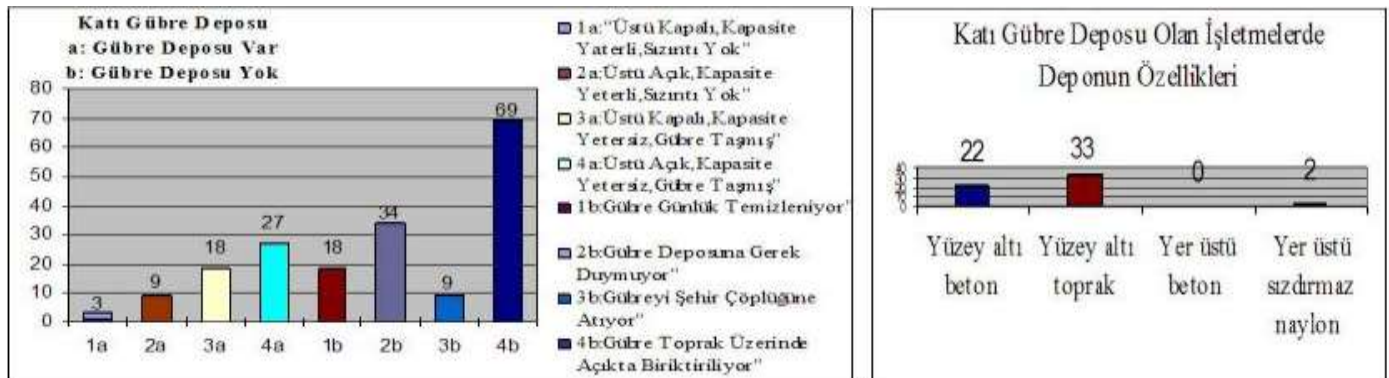 Katı Gübre Deposu
a: Gübre Deposu Var
b: Gübre Deposu Yok
80
70
60
50
40
30
20
10
0
3
9
18
27
18
34
9
69
1a
2a
3a
4a
1b
2b
3b
4b
1a:"Üstü Kapalı,Kapasite
Yaterli,Sızıntı Yok"
2a:Üstü Açık,Kapasite
Yeterli,Sızıntı Yok"
3a:Üstü Kapalı,Kapasite
Yetersiz,Gübre Taşmış"
4a:Üstü Açık,Kapasite
Yetersiz,Gübre Taşmış"
1b:Gübre Günlük Temizleniyor"
2b:Gübre Deposuna Gerek
Duymuyor"
3b:Gübreyi Şehir Çöplüğüne
Atıyor"
4b:Gübre Toprak Üzerinde
Açıkta Biriktiriliyor"
Katı Gübre Deposu Olan İşletmelerde
Deponun Özellikleri
22
33
0
2
Yüzey altı
beton
Yüzey altı
toprak
Yer üstü
beton
Yer üstü
sızdırmaz
naylon